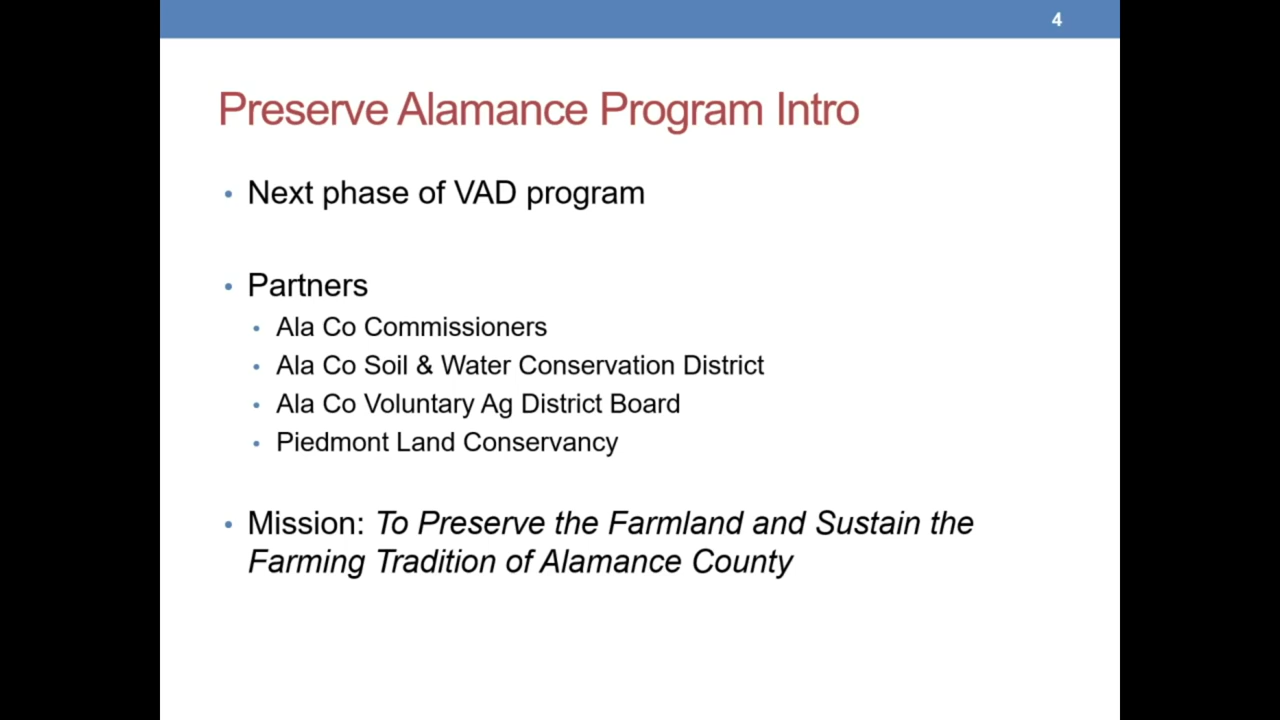 4
Preserve Alamance Program Intro
• Next phase of VAD program
• Partners
• Ala Co Commissioners
• Ala Co Soil & Water Conservation District
• Ala Co Voluntary Ag District Board
• Piedmont Land Conservancy
• Mission: To Preserve the Farmland and Sustain the
Farming Tradition of Alamance County